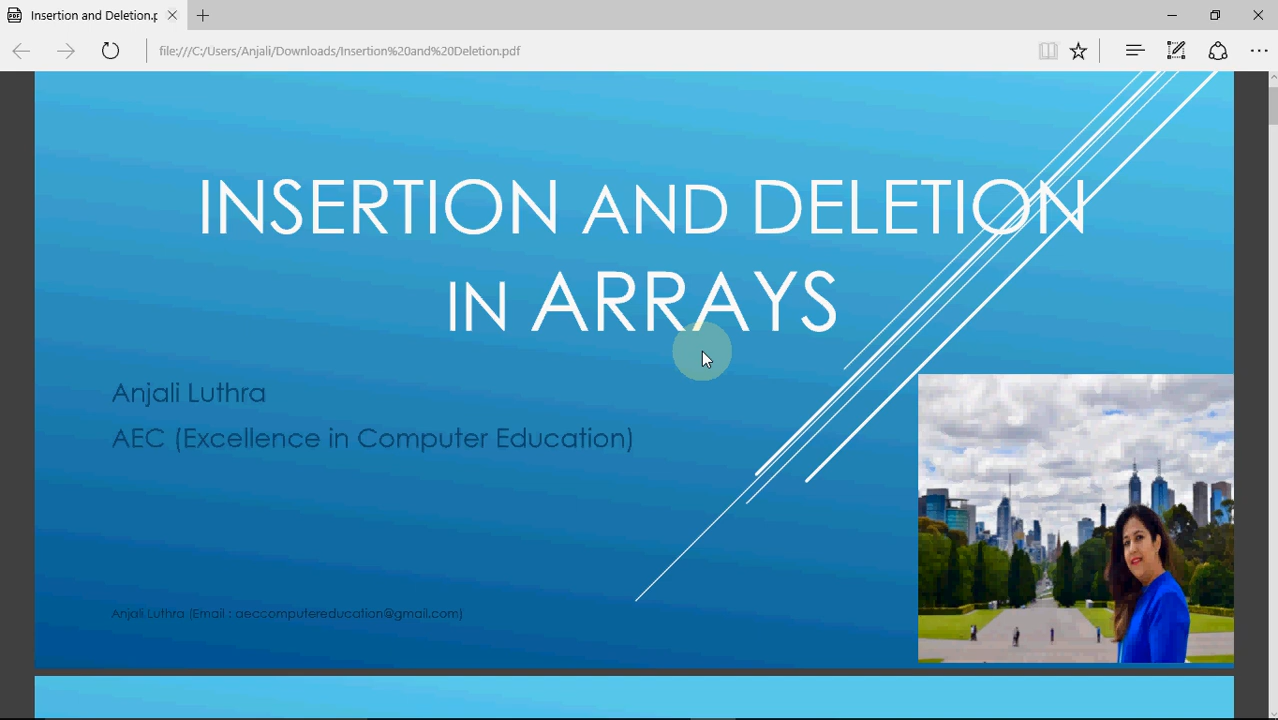 Insertion and Deletion.p
file:///C:/Users/Anjali/Downloads/Insertion%20and%20Deletion.pdf
INSERTION AND DELETION
IN ARRAYS
Anjali Luthra
AEC (Excellence in Computer Education)
Anjali Luthra (Email : aeccomputereducation@gmail.com)